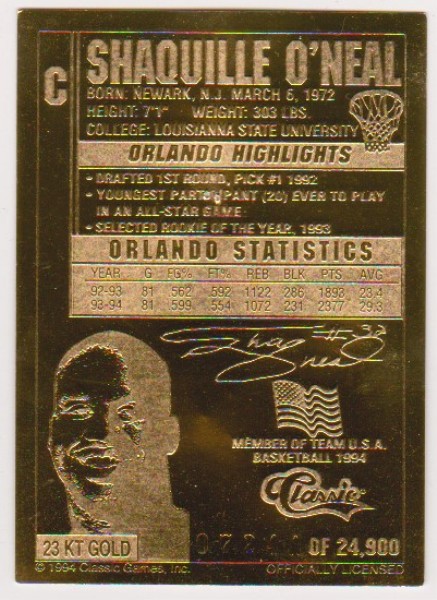 SHAQUILLE O'NEAL
C
BORN: NEWARK, N.J. MARCH 6, 1972
HEIGHT: 7'1" WEIGHT: 303 LBS.
COLLEGE: LOUISIANNA STATE UNIVERSITY
ORLANDO HIGHLIGHTS
• DRAFTED 1ST ROUND, PICK #1 1992
• YOUNGEST PARTICIPANT (20) EVER TO PLAY
IN AN ALL-STAR GAME
• SELECTED ROOKIE OF THE YEAR, 1993
ORLANDO STATISTICS
YEAR G FG% FT% REB BLK PTS AVG
92-93 81 562 592 1122 286 1893 23.4
93-94 81 599 554 1072 231 2377 29.3
Shaq O'Neal
MEMBER OF TEAM U.S.A.
BASKETBALL 1994
Classic
23 KT GOLD
OF 24,900
© 1994 Classic Games, Inc.
OFFICIALLY LICENSED